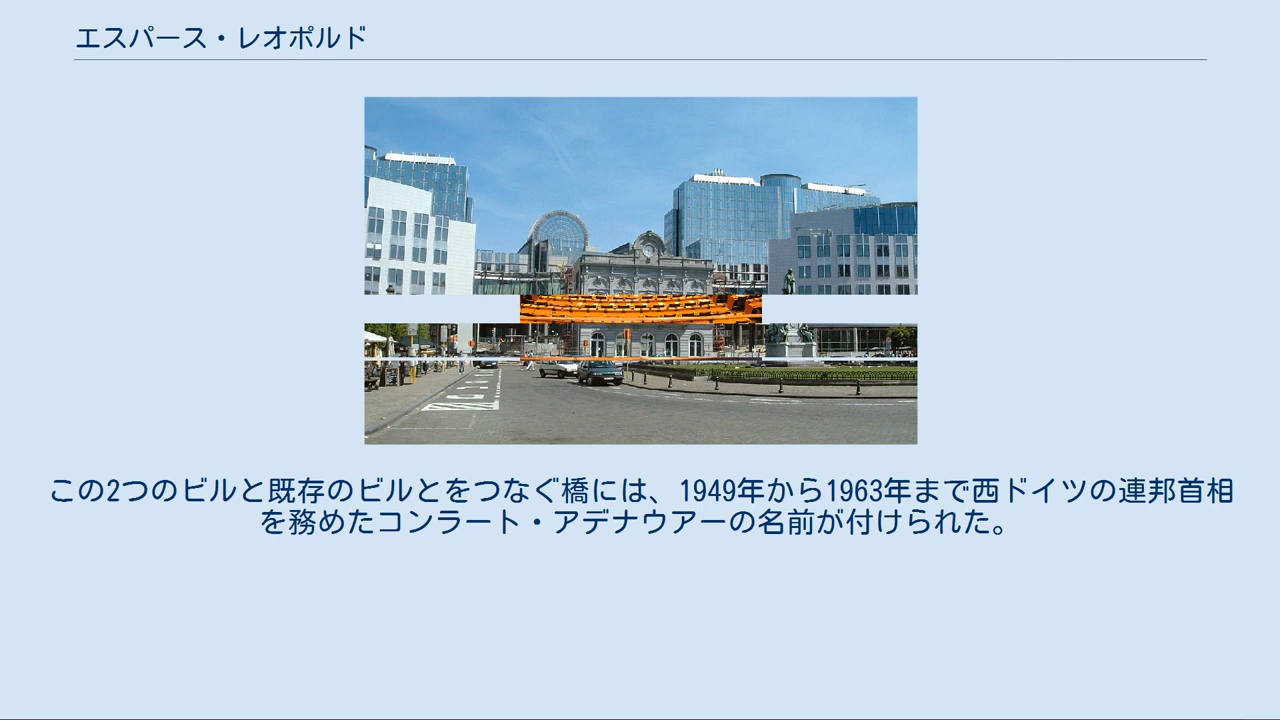 エスパース・レオポルド
この2つのビルと既存のビルとをつなぐ橋には、1949年から1963年まで西ドイツの連邦首相
を務めたコンラート・アデナウアーの名前が付けられた。